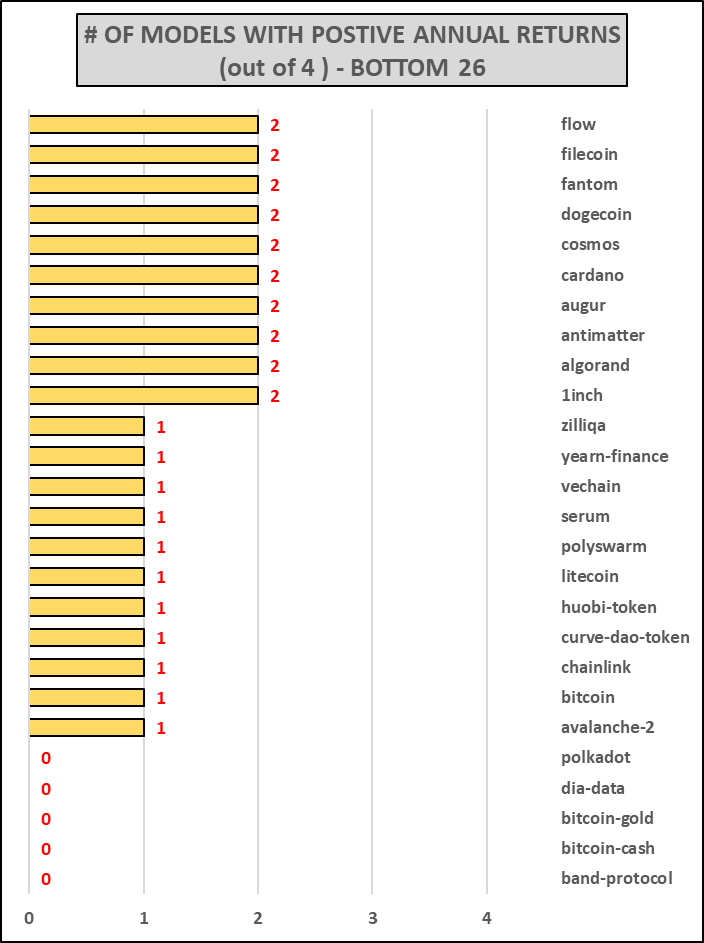 # OF MODELS WITH POSTIVE ANNUAL RETURNS
(out of 4 ) - BOTTOM 26
2 flow
2 filecoin
2 fantom
2 dogecoin
2 cosmos
2 cardano
2 augur
2 antimatter
2 algorand
2 1inch
1 zilliqa
1 yearn-finance
1 vechain
1 serum
1 polyswarm
1 litecoin
1 huobi-token
1 curve-dao-token
1 chainlink
1 bitcoin
1 avalanche-2
0 polkadot
0 dia-data
0 bitcoin-gold
0 bitcoin-cash
0 band-protocol
0 1 2 3 4